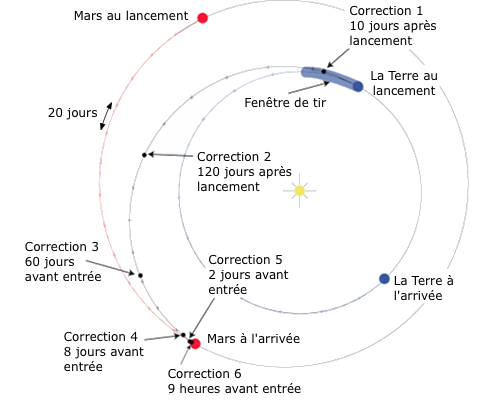 Mars au lancement
Correction 1
10 jours après
lancement
La Terre au
lancement
Fenêtre de tir
20 jours
Correction 2
120 jours après
lancement
Correction 3
60 jours
avant entrée
Correction 5
2 jours avant
entrée
La Terre à
l'arrivée
Correction 4
8 jours avant
entrée
Mars à l'arrivée
Correction 6
9 heures avant entrée